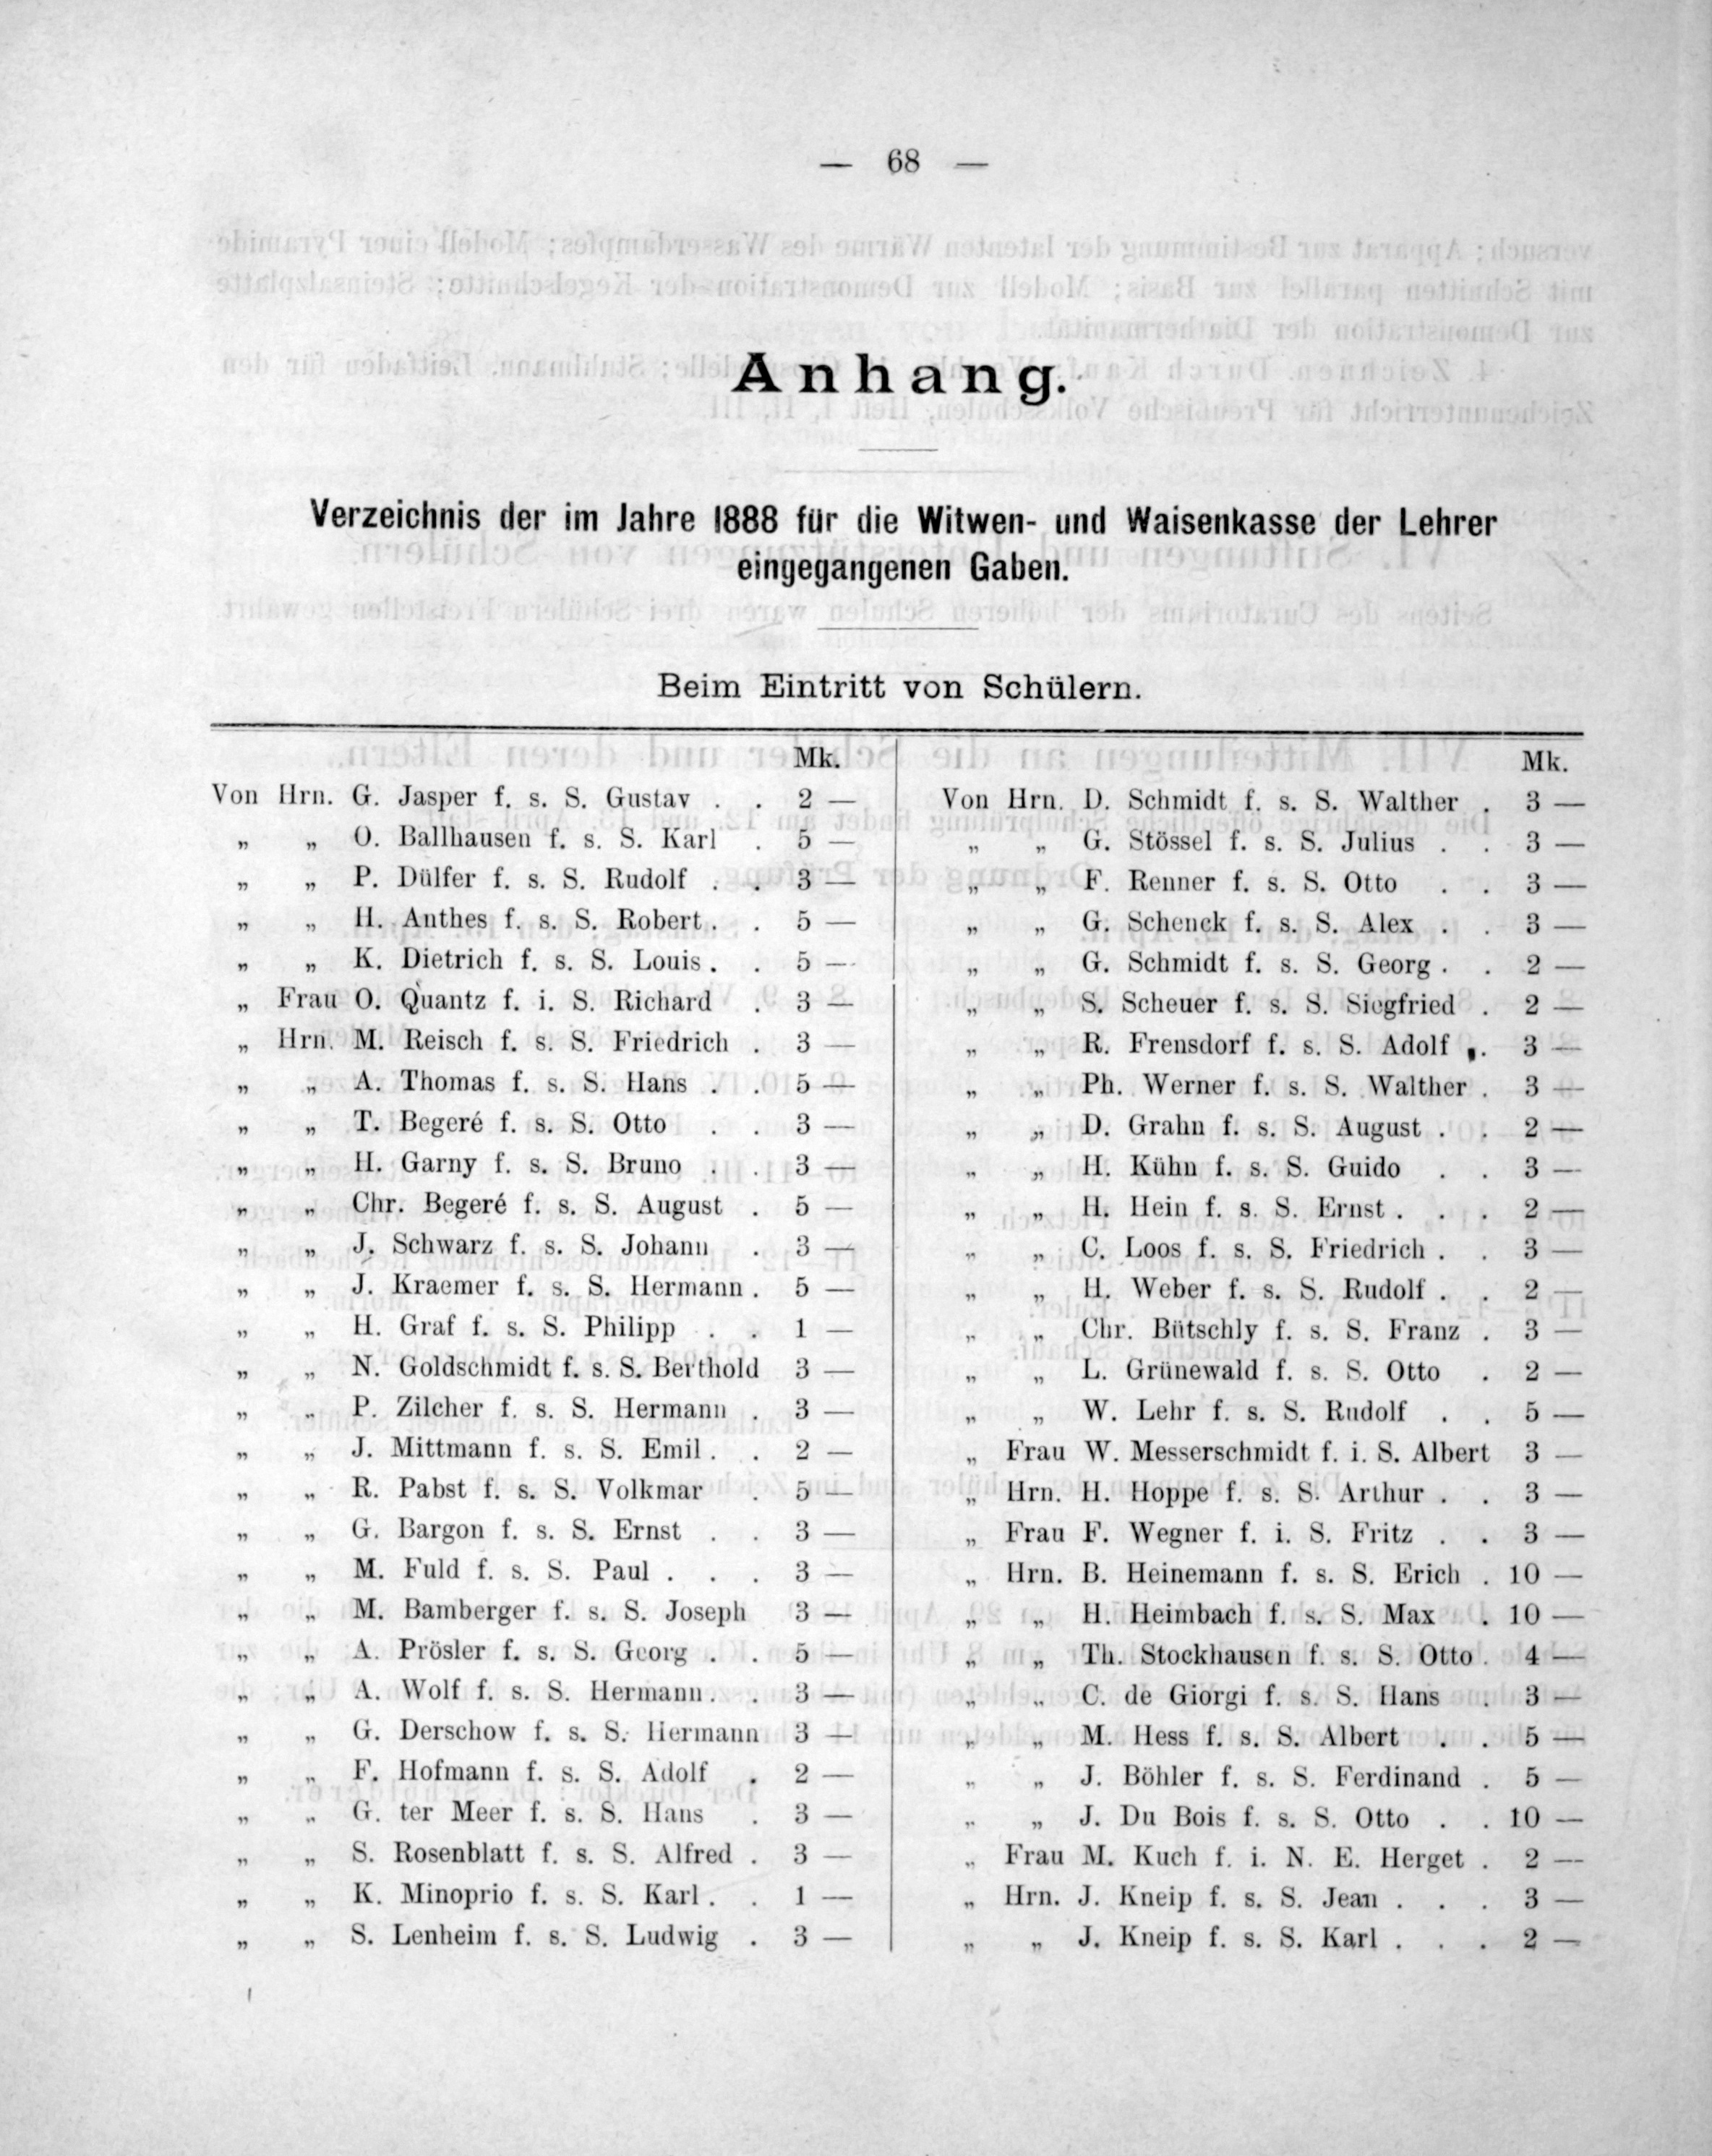 — 68 —
Anhang.
Verzeichnis der im Jahre 1888 für die Witwen- und Waisenkasse der Lehrer
eingegangenen Gaben.
Beim Eintritt von Schülern.
Mk.
Von Hrn. G. Jasper f. s. S. Gustav . . 2 —
„ „ O. Ballhausen f. s. S. Karl . 5 —
„ „ P. Dülfer f. s. S. Rudolf . . 3 —
„ „ H. Anthes f. s. S. Robert . . 5 —
„ „ K. Dietrich f. s. S. Louis . . 5 —
„ Frau O. Quantz f. i. S. Richard . 3 —
„ Hrn. M. Reisch f. s. S. Friedrich . 3 —
„ „ A. Thomas f. s. S. Hans . . 5 —
„ „ T. Begeré f. s. S. Otto . . 3 —
„ „ H. Garny f. s. S. Bruno . . 3 —
„ „ Chr. Begeré f. s. S. August . 5 —
„ „ J. Schwarz f. s. S. Johann . 3 —
„ „ J. Kraemer f. s. S. Hermann . 5 —
„ „ H. Graf f. s. S. Philipp . . 1 —
„ „ N. Goldschmidt f. s. S. Berthold 3 —
„ „ P. Zilcher f. s. S. Hermann . 3 —
„ „ J. Mittmann f. s. S. Emil . . 2 —
„ „ R. Pabst f. s. S. Volkmar . 5 —
„ „ G. Bargon f. s. S. Ernst . . 3 —
„ „ M. Fuld f. s. S. Paul . . . 3 —
„ „ M. Bamberger f. s. S. Joseph 3 —
„ „ A. Prösler f. s. S. Georg . . 5 —
„ „ A. Wolf f. s. S. Hermann . . 3 —
„ „ G. Derschow f. s. S. Hermann 3 —
„ „ F. Hofmann f. s. S. Adolf . 2 —
„ „ G. ter Meer f. s. S. Hans . 3 —
„ „ S. Rosenblatt f. s. S. Alfred . 3 —
„ „ K. Minoprio f. s. S. Karl . . 1 —
„ „ S. Lenheim f. s. S. Ludwig . 3 —
Mk.
Von Hrn. D. Schmidt f. s. S. Walther . 3 —
„ „ G. Stössel f. s. S. Julius . . 3 —
„ „ F. Renner f. s. S. Otto . . 3 —
„ „ G. Schenck f. s. S. Alex . . 3 —
„ „ G. Schmidt f. s. S. Georg . . 2 —
„ „ S. Scheuer f. s. S. Siegfried . 2 —
„ „ R. Frensdorf f. s. S. Adolf . . 3 —
„ „ Ph. Werner f. s. S. Walther . 3 —
„ „ D. Grahn f. s. S. August . . 2 —
„ „ H. Kühn f. s. S. Guido . . 3 —
„ „ H. Hein f. s. S. Ernst . . . 2 —
„ „ C. Loos f. s. S. Friedrich . . 3 —
„ „ H. Weber f. s. S. Rudolf . . 2 —
„ „ Chr. Bütschly f. s. S. Franz . 3 —
„ „ L. Grünewald f. s. S. Otto . 2 —
„ „ W. Lehr f. s. S. Rudolf . . 5 —
„ Frau W. Messerschmidt f. i. S. Albert 3 —
„ Hrn. H. Hoppe f. s. S. Arthur . . 3 —
„ Frau F. Wegner f. i. S. Fritz . . 3 —
„ Hrn. B. Heinemann f. s. S. Erich . 10 —
„ „ H. Heimbach f. s. S. Max . 10 —
„ „ Th. Stockhausen f. s. S. Otto . 4 —
„ „ C. de Giorgi f. s. S. Hans . 3 —
„ „ M. Hess f. s. S. Albert . . 5 —
„ „ J. Böhler f. s. S. Ferdinand . 5 —
„ „ J. Du Bois f. s. S. Otto . . 10 —
„ Frau M. Kuch f. i. N. E. Herget . 2 —
„ Hrn. J. Kneip f. s. S. Jean . . . 3 —
„ „ J. Kneip f. s. S. Karl . . . 2 —